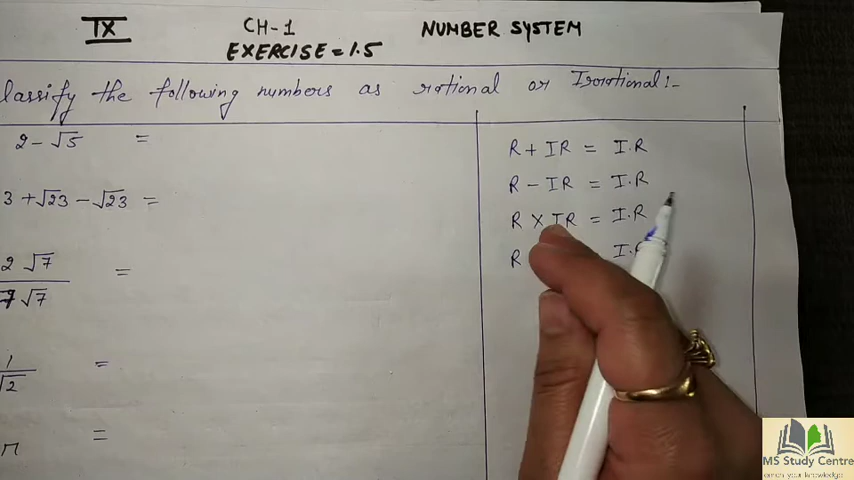 IX
CH-1
NUMBER SYSTEM
EXERCISE = 1.5
lassify the following numbers as rational or Irrational:-
2 - √5 =
3 + √23 - √23 =
2√7 / 7√7 =
1 / √2 =
π =
R + IR = I.R
R - IR = I.R
R × IR = I.R
R I.R
MS Study Centre